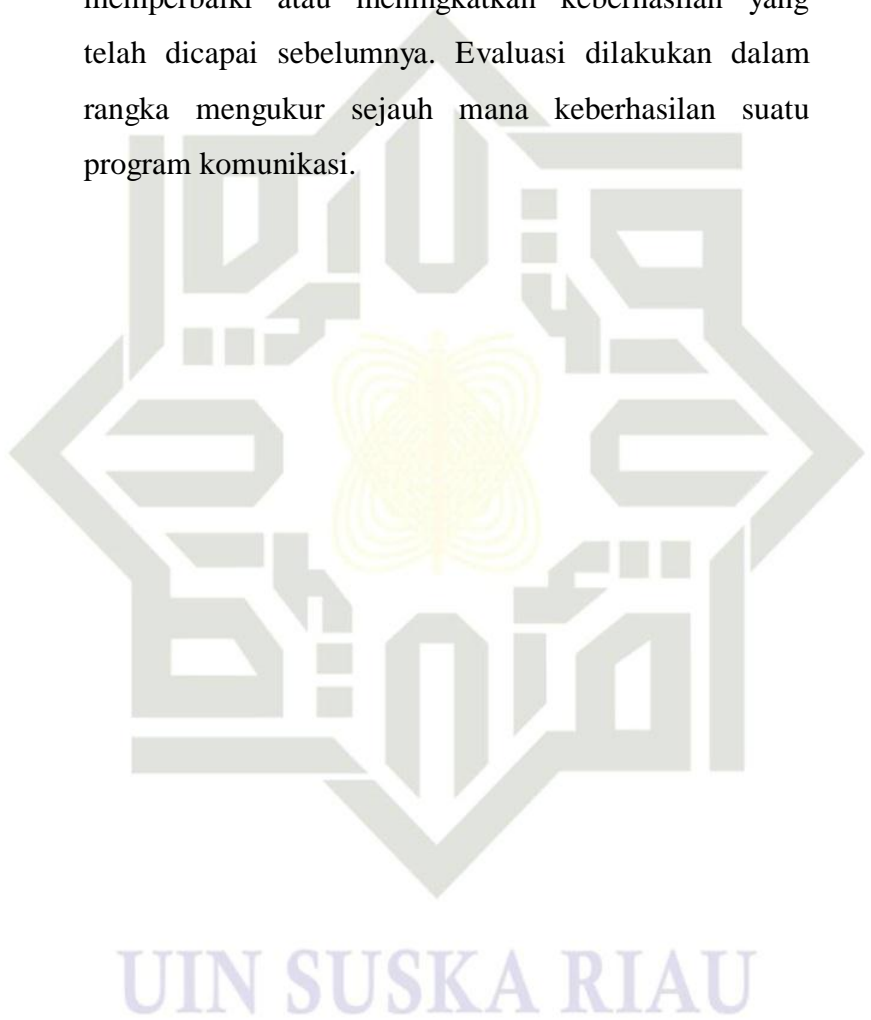 memperbaiki atau meningkatkan keberhasilan yang
telah dicapai sebelumnya. Evaluasi dilakukan dalam
rangka mengukur sejauh mana keberhasilan suatu
program komunikasi.
UIN SUSKA RIAU